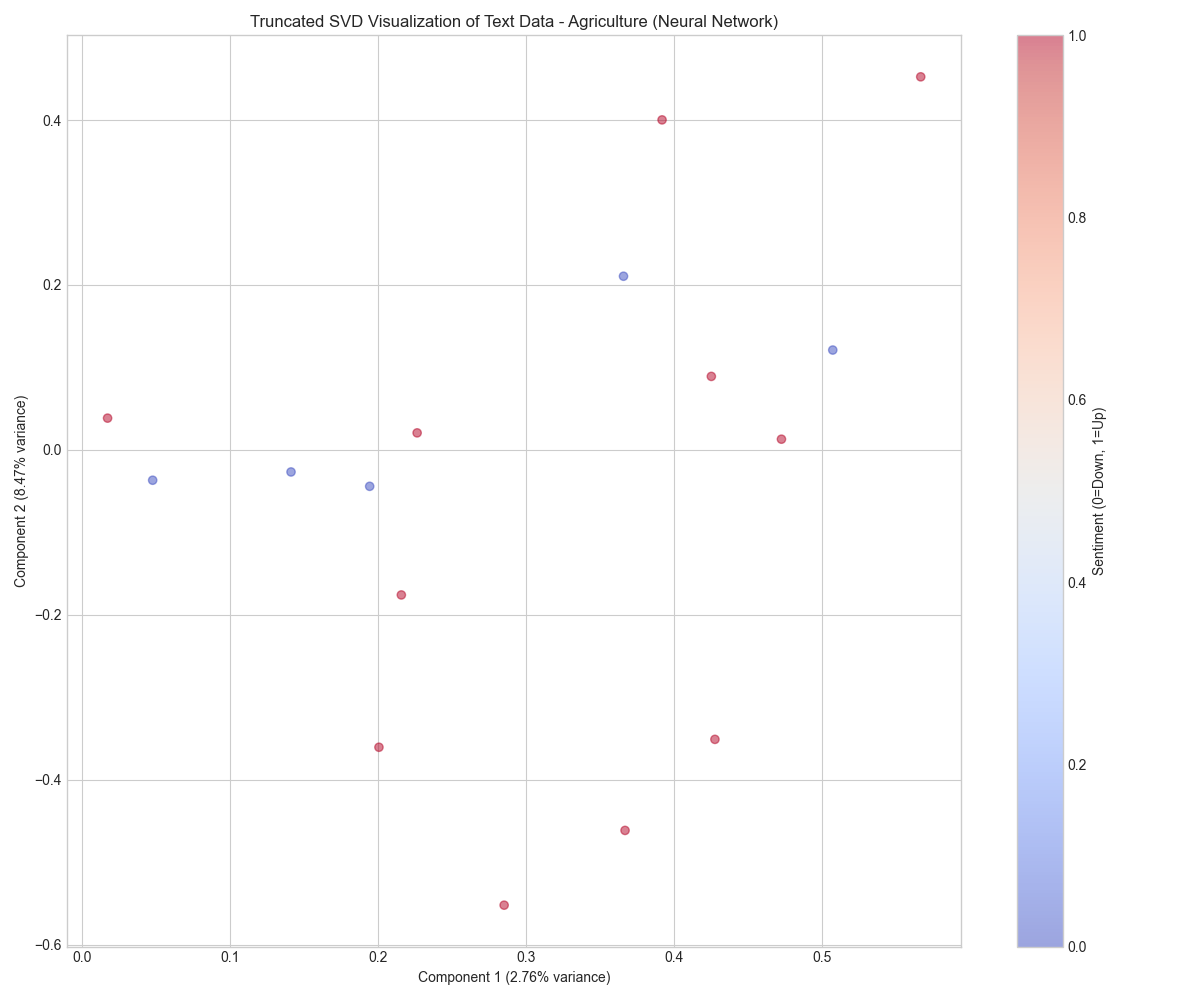 Truncated SVD Visualization of Text Data - Agriculture (Neural Network)
Component 2 (8.47% variance)
0.4
0.2
0.0
−0.2
−0.4
−0.6
0.0 0.1 0.2 0.3 0.4 0.5
Component 1 (2.76% variance)
1.0
0.8
0.6
0.4
0.2
0.0
Sentiment (0=Down, 1=Up)